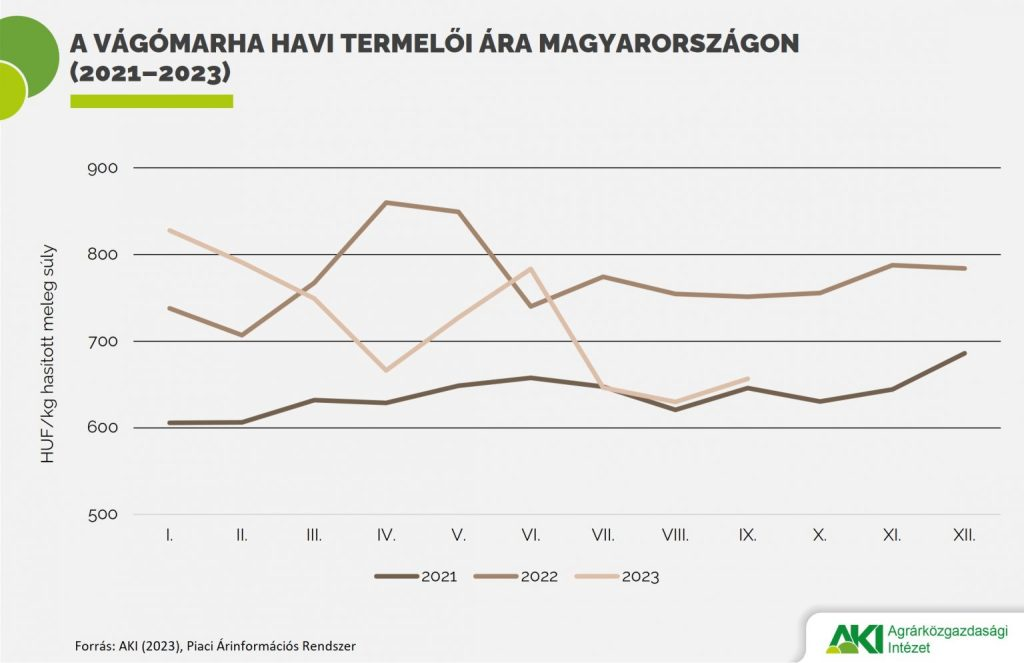 A VÁGÓMARHA HAVI TERMELŐI ÁRA MAGYARORSZÁGON
(2021–2023)
HUF/kg hasított meleg súly
900
800
700
600
500
I. II. III. IV. V. VI. VII. VIII. IX. X. XI. XII.
2021 2022 2023
Forrás: AKI (2023), Piaci Árinformációs Rendszer
AKI Agrárközgazdasági
Intézet